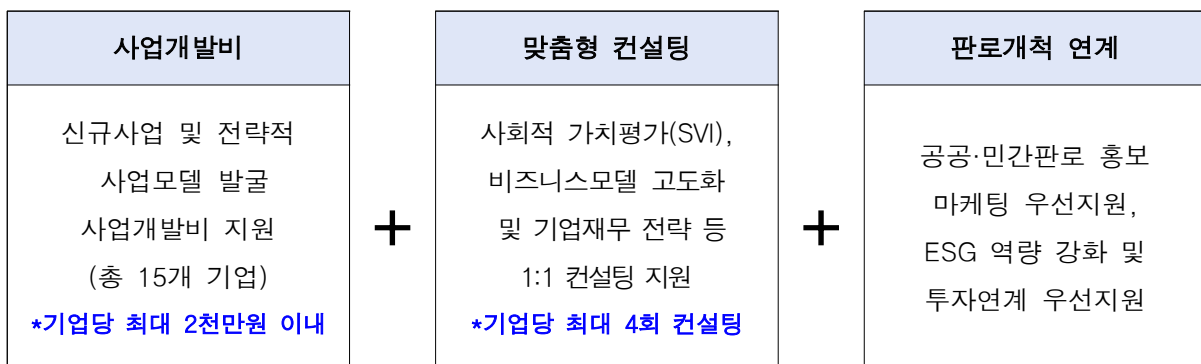 사업개발비
신규사업 및 전략적
사업모델 발굴
사업개발비 지원
(총 15개 기업)
*기업당 최대 2천만원 이내
+
맞춤형 컨설팅
사회적 가치평가(SVI),
비즈니스모델 고도화
및 기업재무 전략 등
1:1 컨설팅 지원
*기업당 최대 4회 컨설팅
+
판로개척 연계
공공·민간판로 홍보
마케팅 우선지원,
ESG 역량 강화 및
투자연계 우선지원